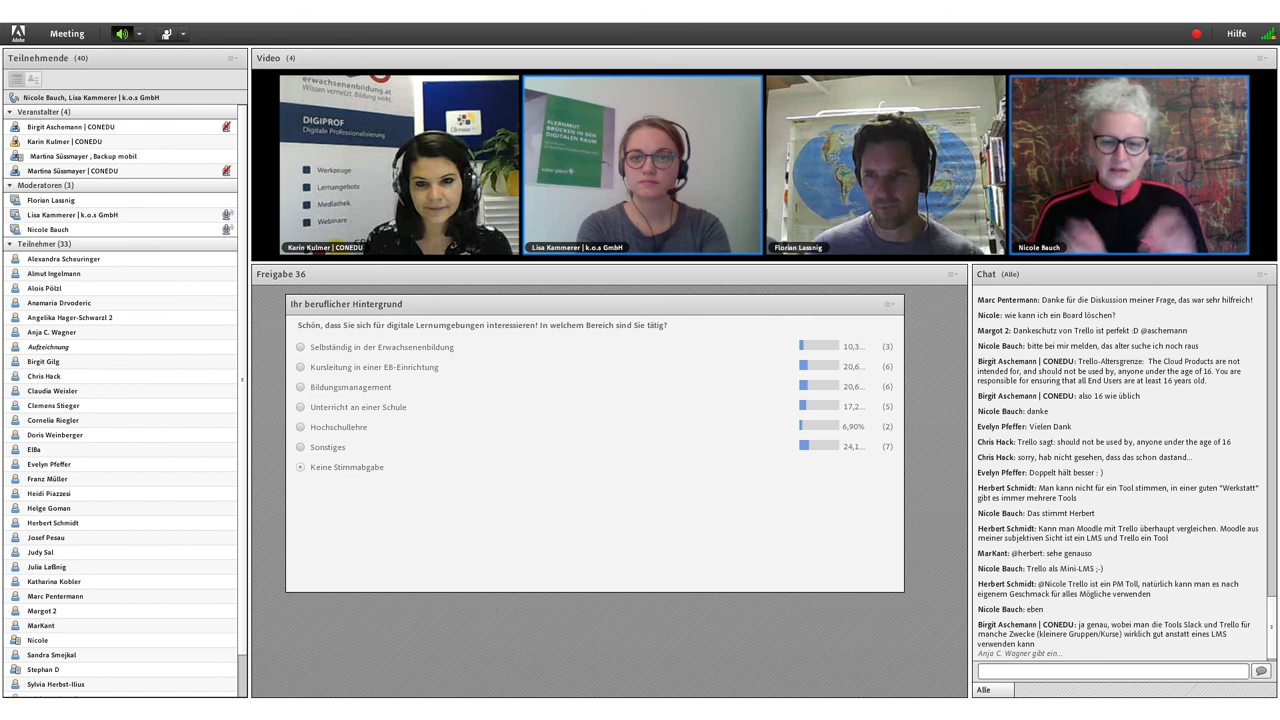 Adobe
Meeting
Hilfe
Teilnehmende (40)
Nicole Bauch, Lisa Kammerer | k.o.s GmbH
Veranstalter (4)
Birgit Aschemann | CONEDU
Karin Kulmer | CONEDU
Martina Süssmayer , Backup mobil
Martina Süssmayer | CONEDU
Moderatoren (3)
Florian Lassnig
Lisa Kammerer | k.o.s GmbH
Nicole Bauch
Teilnehmer (33)
Alexandra Scheuringer
Almut Ingelmann
Alois Pölzl
Anamaria Drvoderic
Angelika Hager-Schwarzl 2
Anja C. Wagner
Aufzeichnung
Birgit Gilg
Chris Hack
Claudia Weixler
Clemens Stieger
Cornelia Riegler
Doris Weinberger
ElBa
Evelyn Pfeffer
Franz Müller
Heidi Piazzesi
Helge Goman
Herbert Schmidt
Josef Pesau
Judy Sal
Julia Laßnig
Katharina Kobler
Marc Pentermann
Margot 2
MarKant
Nicole
Sandra Smejkal
Stephan D
Sylvia Herbst-Ilius
Video (4)
erwachsenenbildung.at
Wissen vernetzt. Bildung wirkt.
DIGIPROF
Digitale Professionalisierung
Werkzeuge
Lernangebote
Mediathek
Webinare
Karin Kulmer | CONEDU
#LERNMUT
BRÜCKEN IN DEN
DIGITALEN RAUM
Lisa Kammerer | k.o.s GmbH
Florian Lassnig
Nicole Bauch
Freigabe 36
Ihr beruflicher Hintergrund
Schön, dass Sie sich für digitale Lernumgebungen interessieren! In welchem Bereich sind Sie tätig?
Selbständig in der Erwachsenenbildung 10,3... (3)
Kursleitung in einer EB-Einrichtung 20,6... (6)
Bildungsmanagement 20,6... (6)
Unterricht an einer Schule 17,2... (5)
Hochschullehre 6,90% (2)
Sonstiges 24,1... (7)
Keine Stimmabgabe
Chat (Alle)
Marc Pentermann: Danke für die Diskussion meiner Frage, das war sehr hilfreich!
Nicole: wie kann ich ein Board löschen?
Margot 2: Dankeschutz von Trello ist perfekt :D @aschemann
Nicole Bauch: bitte bei mir melden, das alter suche ich noch raus
Birgit Aschemann | CONEDU: Trello-Altersgrenze: The Cloud Products are not
intended for, and should not be used by, anyone under the age of 16. You are
responsible for ensuring that all End Users are at least 16 years old.
Birgit Aschemann | CONEDU: also 16 wie üblich
Nicole Bauch: danke
Evelyn Pfeffer: Vielen Dank
Chris Hack: Trello sagt: should not be used by, anyone under the age of 16
Chris Hack: sorry, hab nicht gesehen, dass das schon dastand...
Evelyn Pfeffer: Doppelt hält besser : )
Herbert Schmidt: Man kann nicht für ein Tool stimmen, in einer guten "Werkstatt"
gibt es immer mehrere Tools
Nicole Bauch: Das stimmt Herbert
Herbert Schmidt: Kann man Moodle mit Trello überhaupt vergleichen. Moodle aus
meiner subjektiven Sicht ist ein LMS und Trello ein Tool
MarKant: @herbert: sehe genauso
Nicole Bauch: Trello als Mini-LMS ;-)
Herbert Schmidt: @Nicole Trello ist ein PM Toll, natürlich kann man es nach
eigenem Geschmack für alles Mögliche verwenden
Nicole Bauch: eben
Birgit Aschemann | CONEDU: ja genau, wobei man die Tools Slack und Trello für
manche Zwecke (kleinere Gruppen/Kurse) wirklich gut anstatt eines LMS
verwenden kann
Anja C. Wagner gibt ein...
Alle